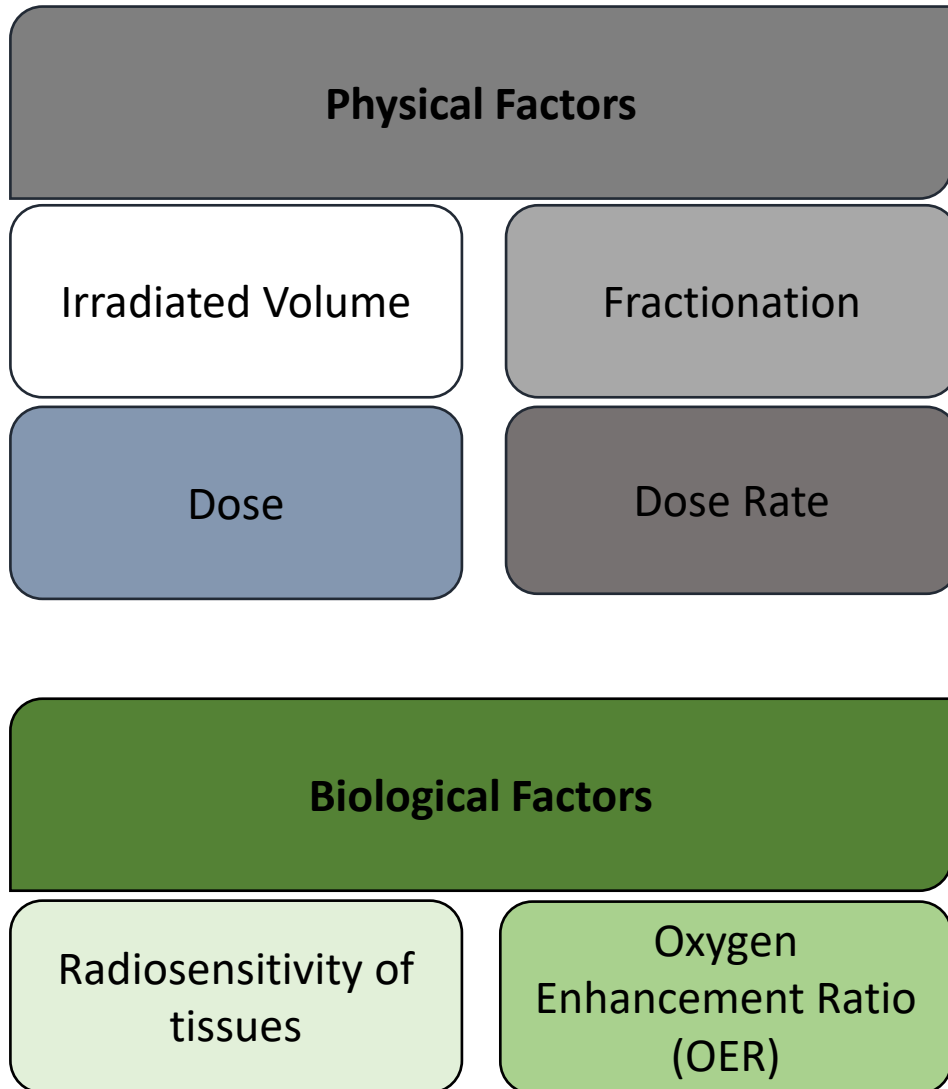 Physical Factors
Irradiated Volume
Fractionation
Dose
Dose Rate
Biological Factors
Radiosensitivity of
tissues
Oxygen
Enhancement Ratio
(OER)